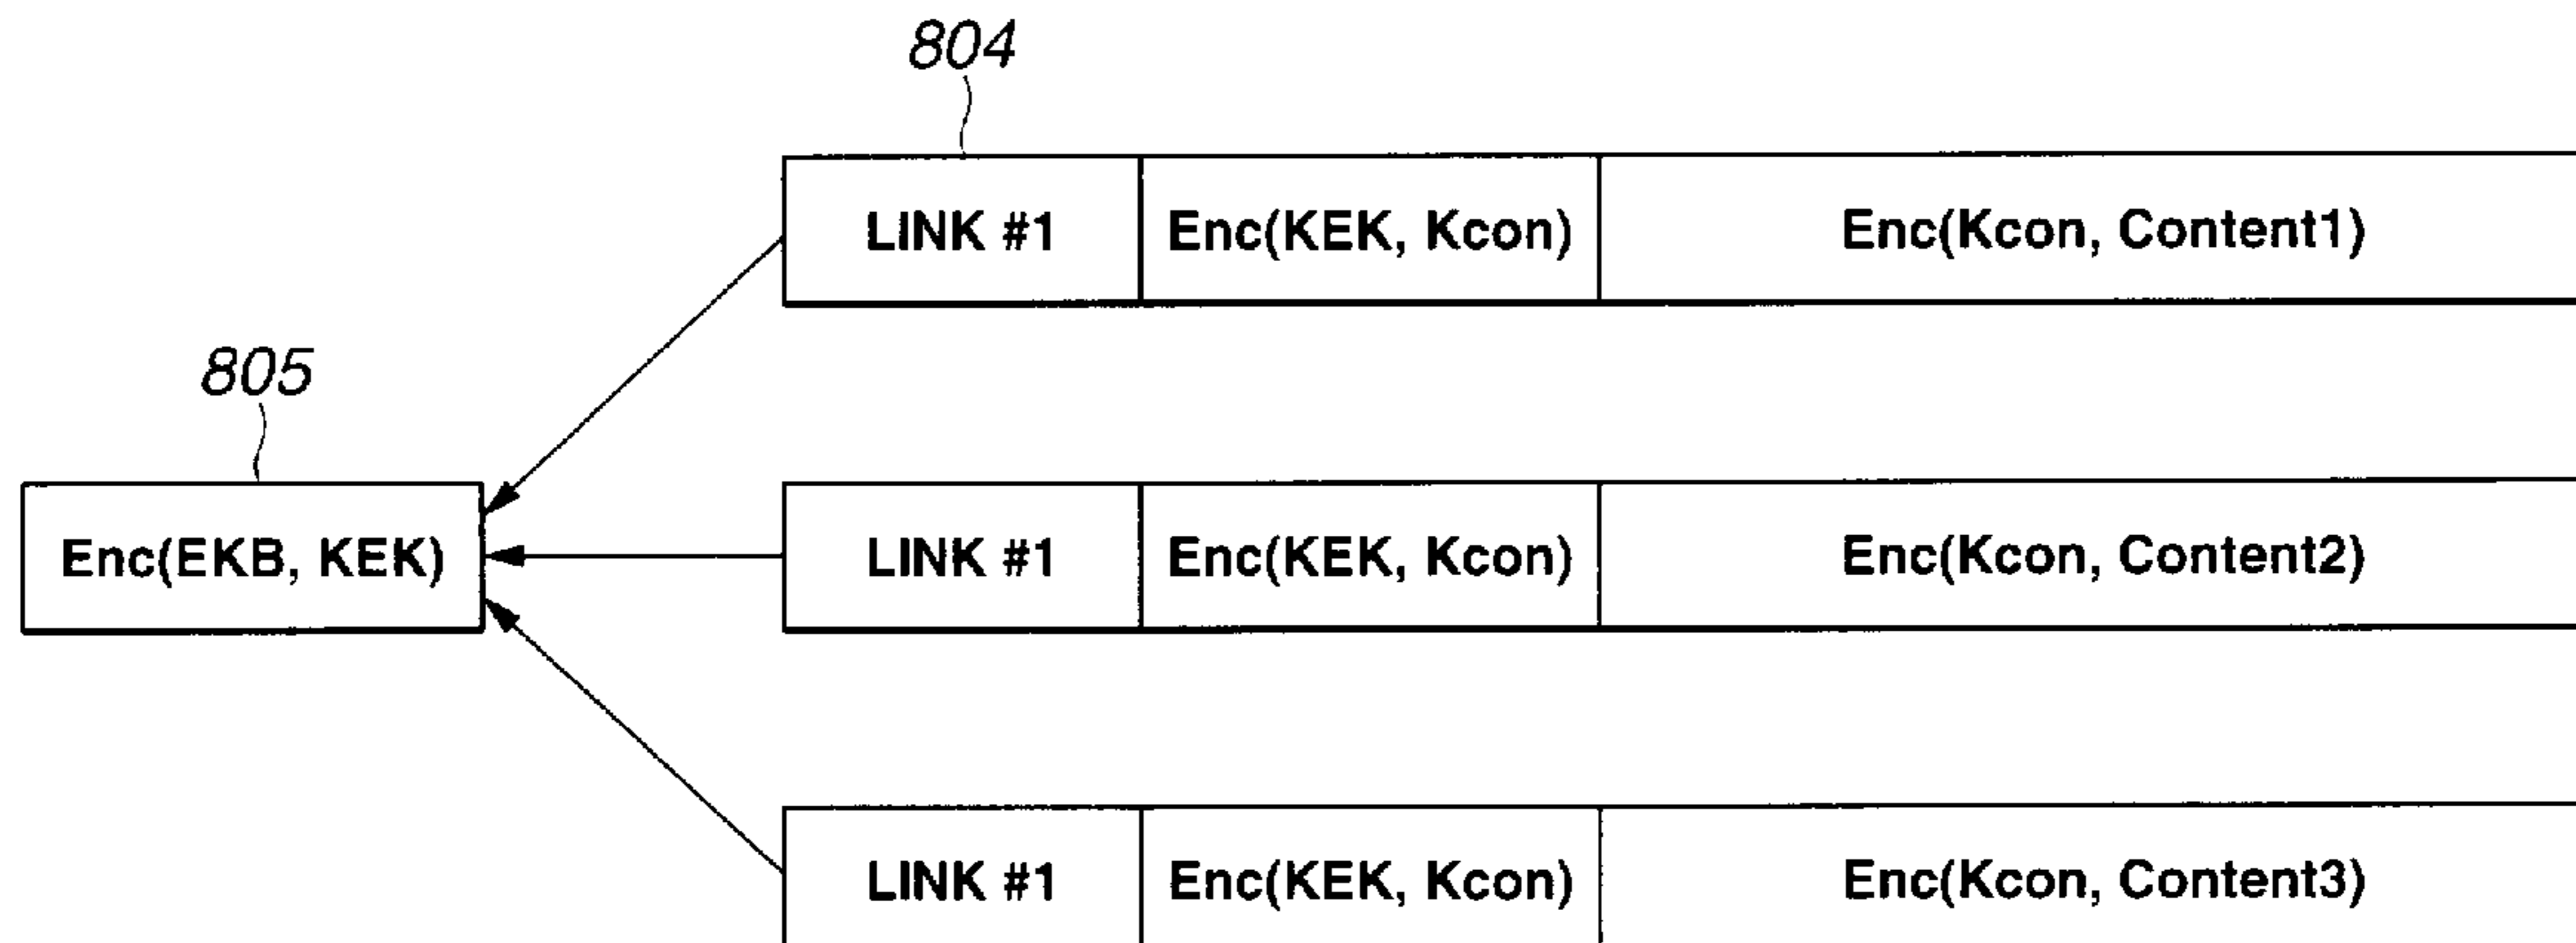 804
LINK #1 Enc(KEK, Kcon) Enc(Kcon, Content1)
805
Enc(EKB, KEK) LINK #1 Enc(KEK, Kcon) Enc(Kcon, Content2)
LINK #1 Enc(KEK, Kcon) Enc(Kcon, Content3)